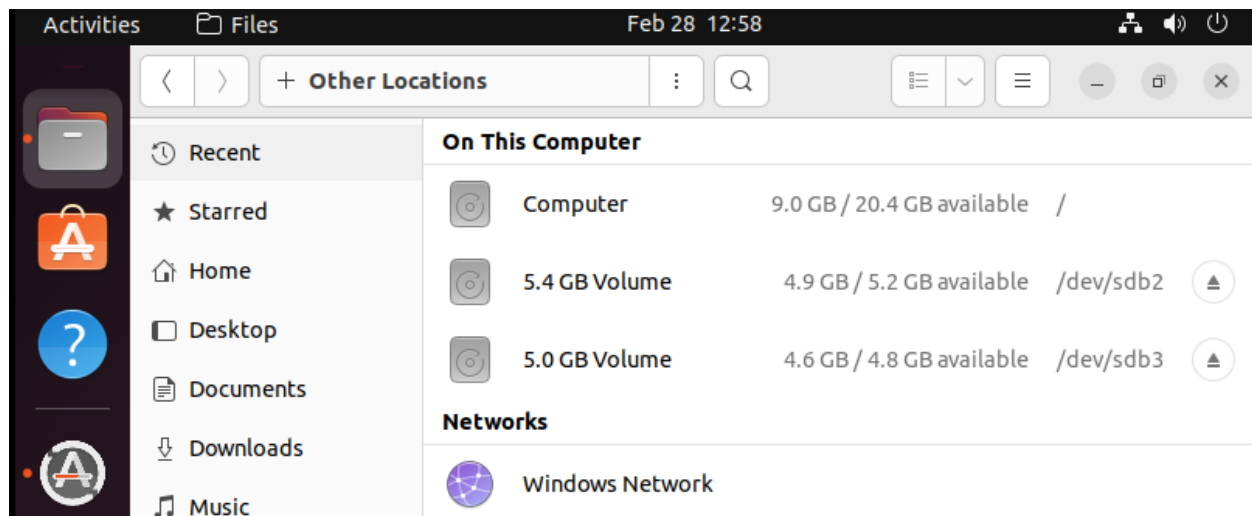 Activities Files Feb 28 12:58
Other Locations
Recent
Starred
Home
Desktop
Documents
Downloads
Music
On This Computer
Computer 9.0 GB / 20.4 GB available /
5.4 GB Volume 4.9 GB / 5.2 GB available /dev/sdb2
5.0 GB Volume 4.6 GB / 4.8 GB available /dev/sdb3
Networks
Windows Network